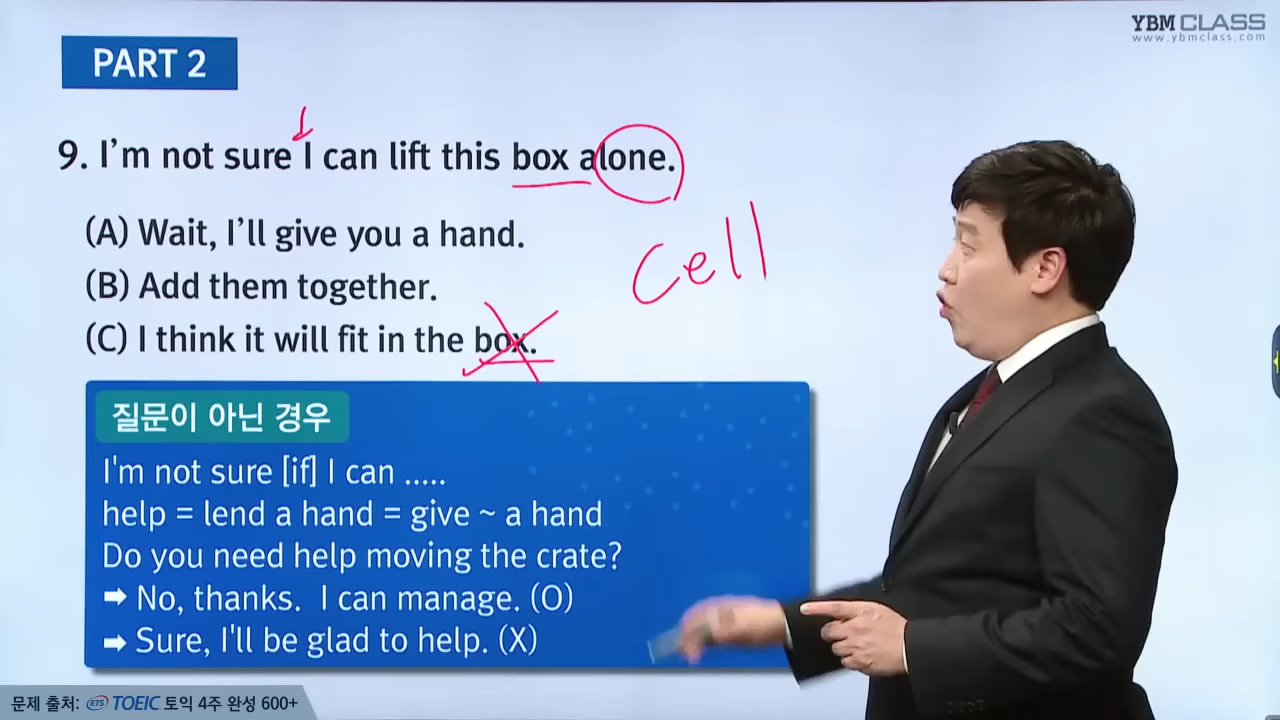 YBM CLASS
www.ybmclass.com
PART 2
9. I'm not sure I can lift this box alone.
(A) Wait, I'll give you a hand.
(B) Add them together.
(C) I think it will fit in the box.
cell
질문이 아닌 경우
I'm not sure [if] I can .....
help = lend a hand = give ~ a hand
Do you need help moving the crate?
➡ No, thanks. I can manage. (O)
➡ Sure, I'll be glad to help. (X)
문제 출처: ETS TOEIC 토익 4주 완성 600+